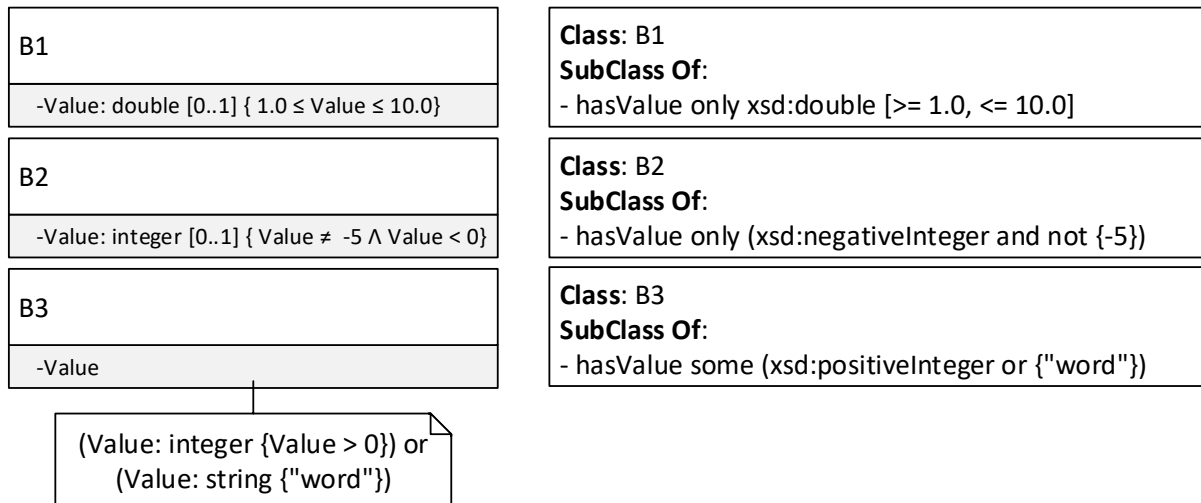 B1
-Value: double [0..1] { 1.0 ≤ Value ≤ 10.0}
Class: B1
SubClass Of:
- hasValue only xsd:double [>= 1.0, <= 10.0]
B2
-Value: integer [0..1] { Value ≠ -5 Λ Value < 0}
Class: B2
SubClass Of:
- hasValue only (xsd:negativeInteger and not {-5})
B3
-Value
Class: B3
SubClass Of:
- hasValue some (xsd:positiveInteger or {"word"})
(Value: integer {Value > 0}) or
(Value: string {"word"})